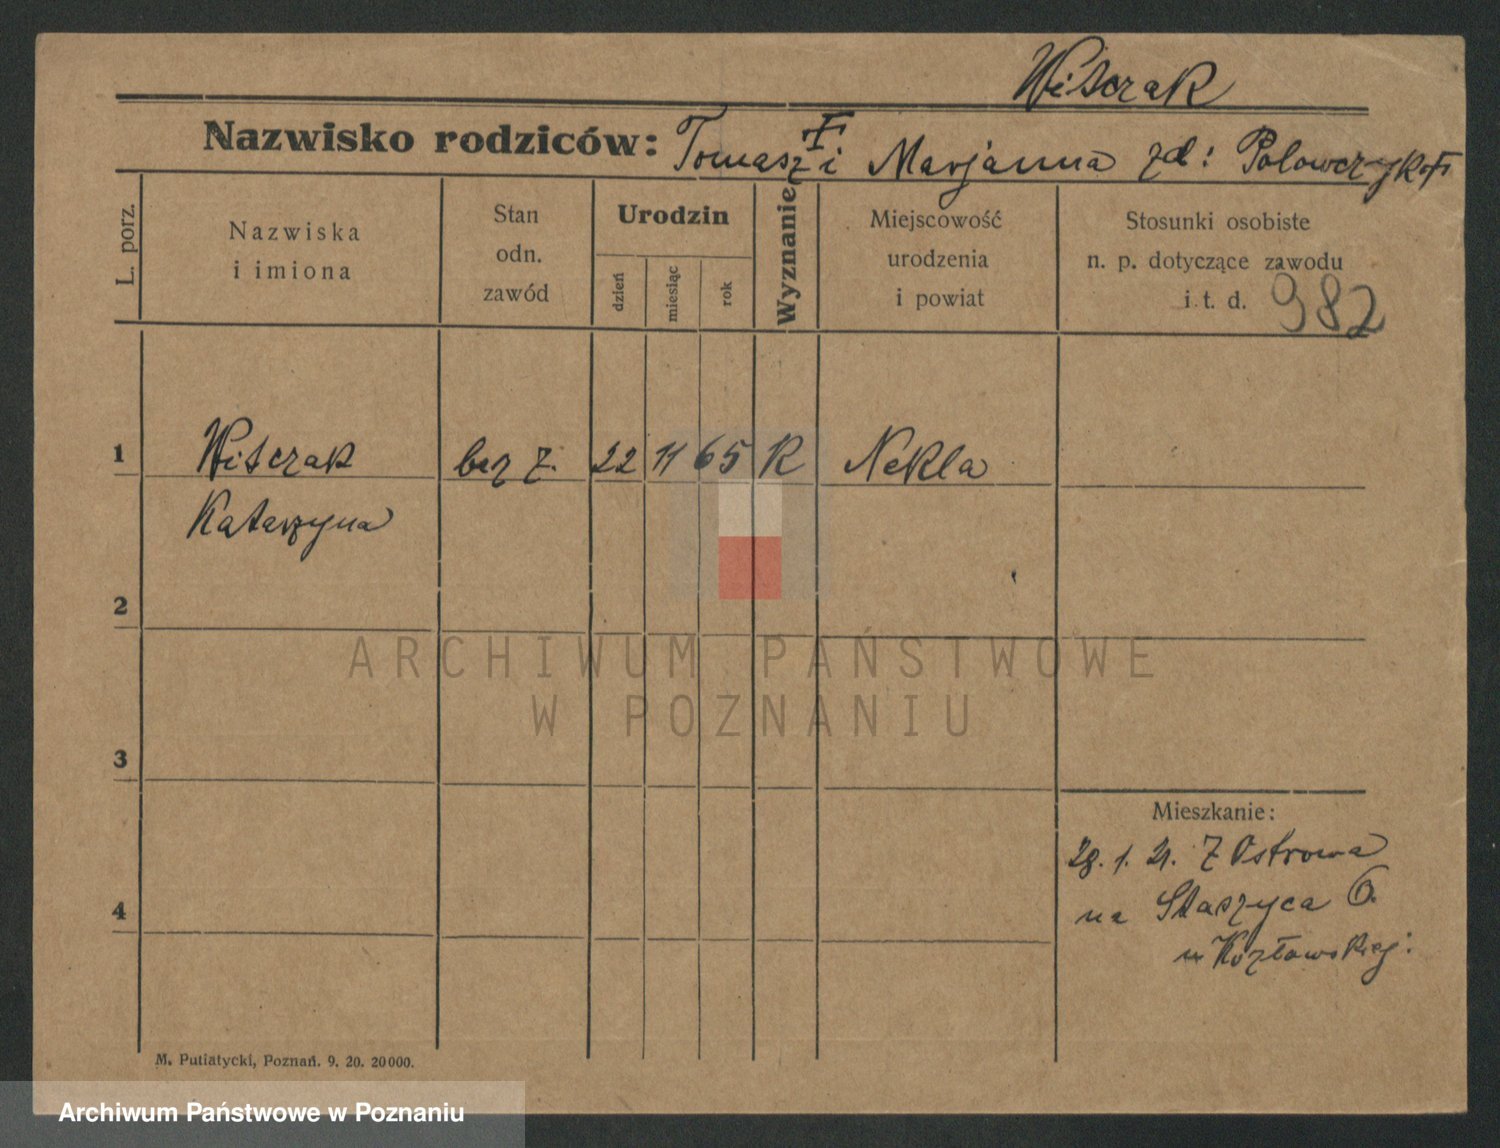 Witczak
Nazwisko rodziców: Tomasz i Marjanna zd: Polowczyk
L. porz.
Nazwiska
i imiona
Stan
odn.
zawód
Urodzin
dzień
miesiąc
rok
Wyznanie
Miejscowość
urodzenia
i powiat
Stosunki osobiste
n. p. dotyczące zawodu
i t. d. 982
1 Witczak bez z. 22 11 65 K Nekla
Katarzyna
2
ARCHIWUM PAŃSTWOWE
W POZNANIU
3
Mieszkanie:
28. 1. 21. Z Ostrowa
na Staszyca 6.
u Kozłowskiej:
4
M. Putiatycki, Poznań. 9. 20. 20000.
Archiwum Państwowe w Poznaniu